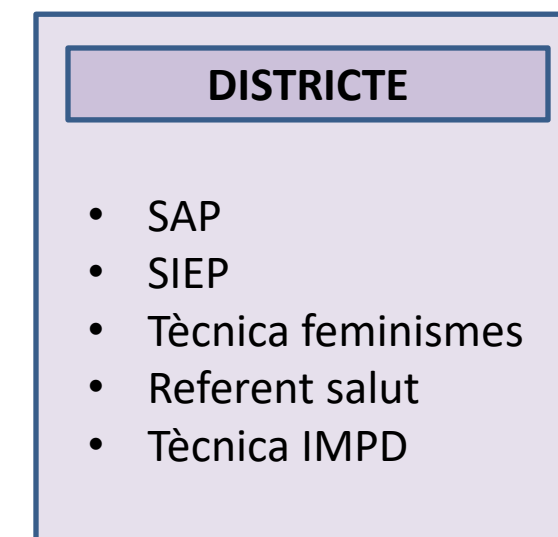 DISTRICTE
• SAP
• SIEP
• Tècnica feminismes
• Referent salut
• Tècnica IMPD